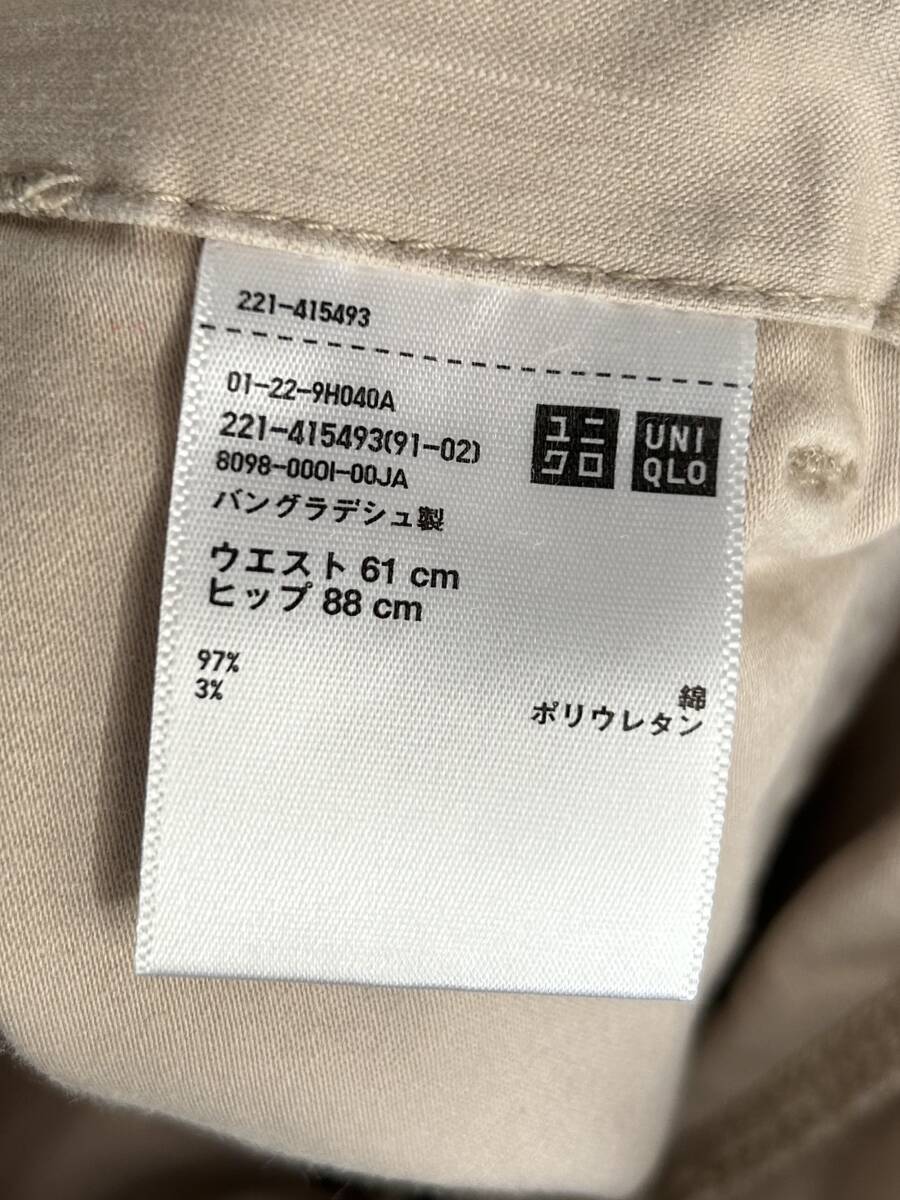 221-415493
01-22-9H040A
221-415493(91-02)
8098-000I-00JA
バングラデシュ製
ユニ
クロ
UNI
QLO
ウエスト 61 cm
ヒップ 88 cm
97% 綿
3% ポリウレタン